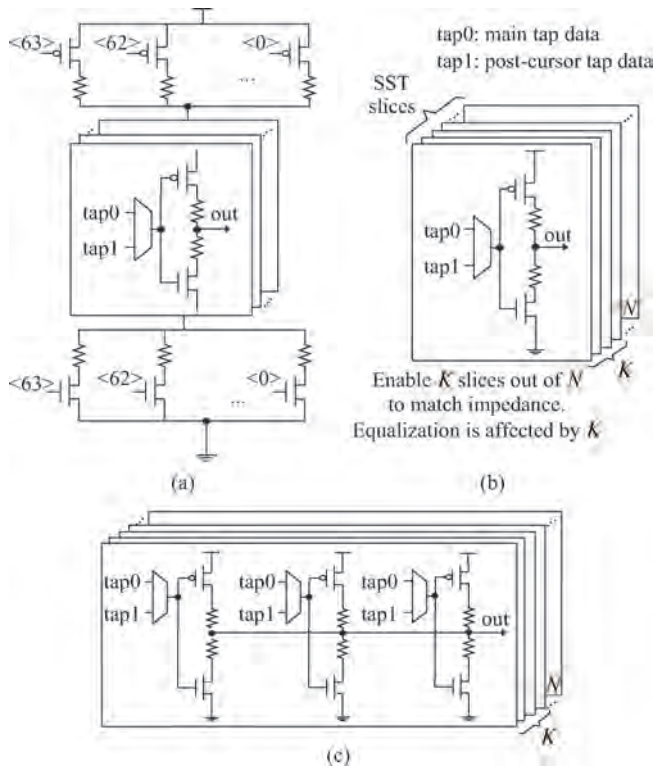 <63>
<62>
<0>
...
tap0
tap1
out
<63>
<62>
<0>
...
(a)
tap0: main tap data
tap1: post-cursor tap data
SST
slices
tap0
tap1
out
N
K
Enable K slices out of N
to match impedance.
Equalization is affected by K
(b)
tap0
tap1
tap0
tap1
tap0
tap1
out
N
K
(c)